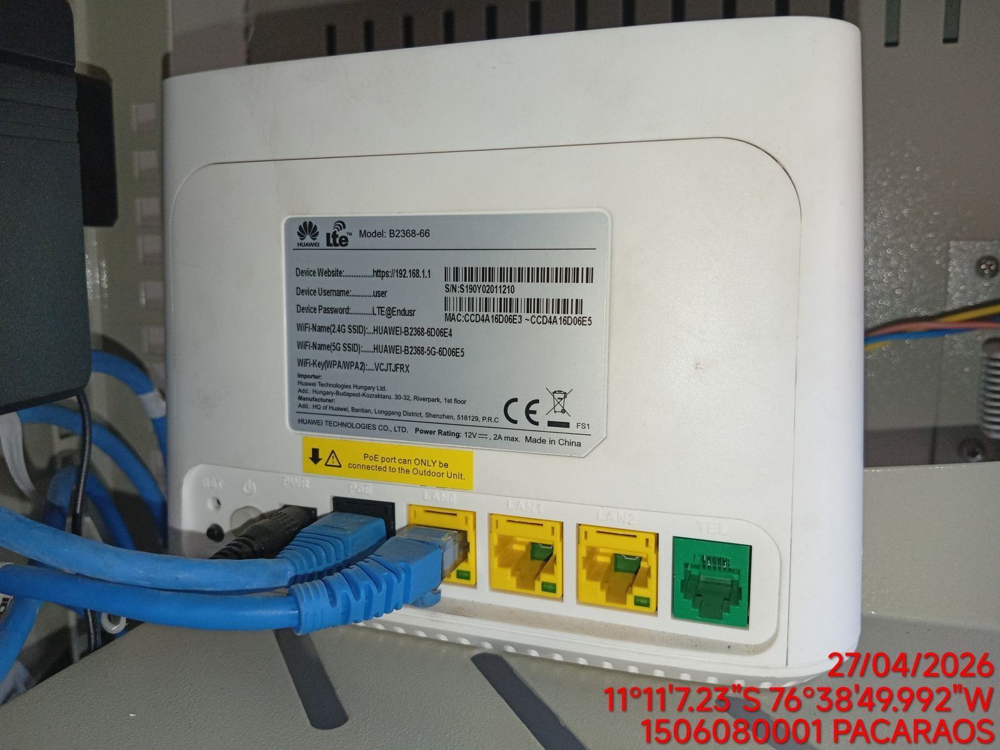 HUAWEI
Lte™
Model: B2368-66
Device Website:................https://192.168.1.1
Device Username:............user
Device Password:............LTE@Endusr
WiFi-Name(2.4G SSID):...HUAWEI-B2368-6D06E4
WiFi-Name(5G SSID):......HUAWEI-B2368-5G-6D06E5
WiFi-Key(WPA/WPA2):....VCJTJFRX
S/N:S190Y02011210
MAC:CCD4A16D06E3 ~CCD4A16D06E5
Importer:
Huawei Technologies Hungary Ltd.
Add.: Hungary-Budapest-Kozraktaru. 30-32, Riverpark, 1st floor
Manufacturer:
Add.: HQ of Huawei, Bantian, Longgang District, Shenzhen, 518129, P.R.C
CE
FS1
HUAWEI TECHNOLOGIES CO., LTD. Power Rating: 12V⎓, 2A max. Made in China
PoE port can ONLY be
connected to the Outdoor Unit.
RST
PWR
PoE
LAN0
LAN1
LAN2
TEL
27/04/2026
11°11'7.23"S 76°38'49.992"W
1506080001 PACARAOS